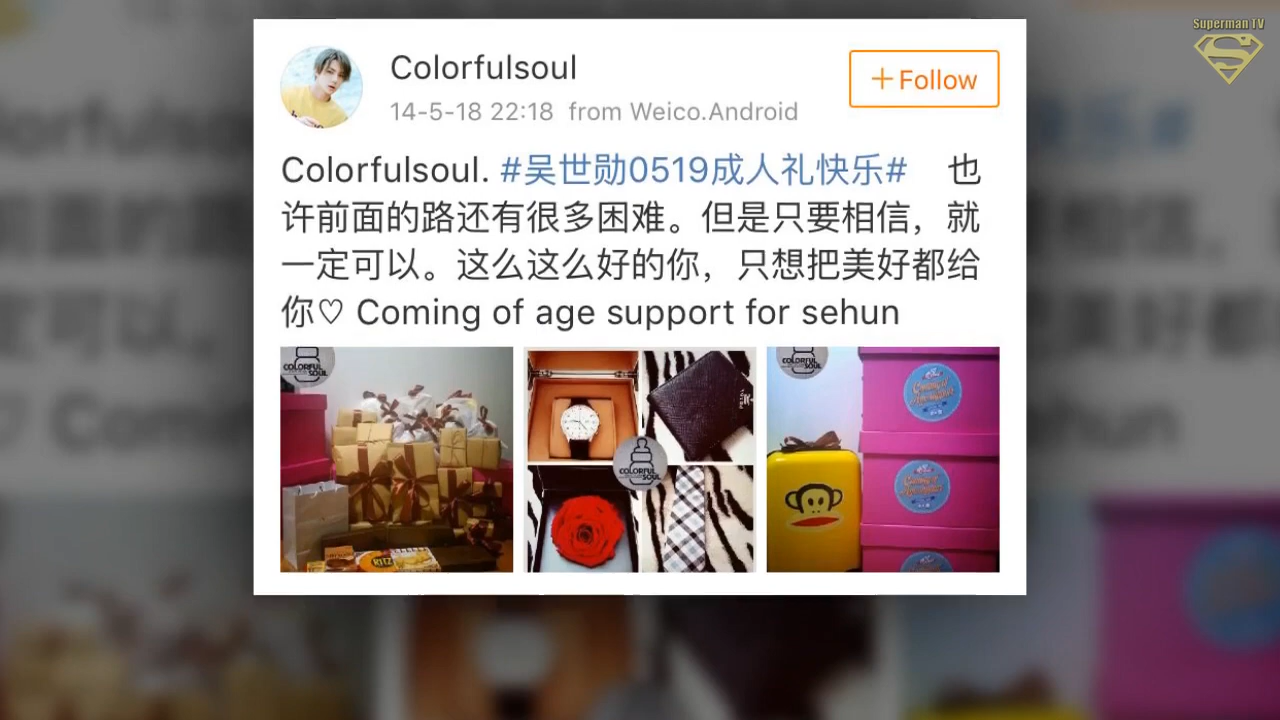 Superman TV
Colorfulsoul
+Follow
14-5-18 22:18 from Weico.Android
Colorfulsoul. #吴世勋0519成人礼快乐# 也
许前面的路还有很多困难。但是只要相信，就
一定可以。这么这么好的你，只想把美好都给
你♡ Coming of age support for sehun
COLORFUL
SOUL
COLORFUL
SOUL
COLORFUL
SOUL
RITZ
Coming of
Coming of